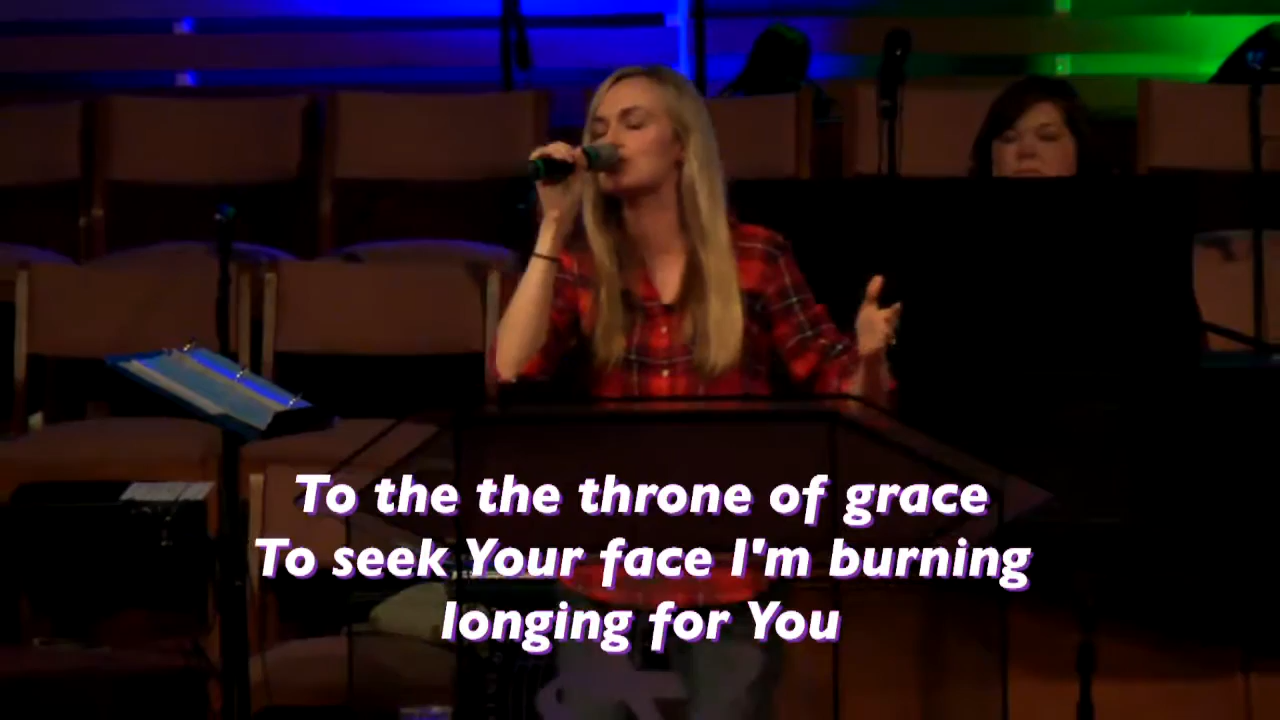 To the the throne of grace
To seek Your face I'm burning
longing for You